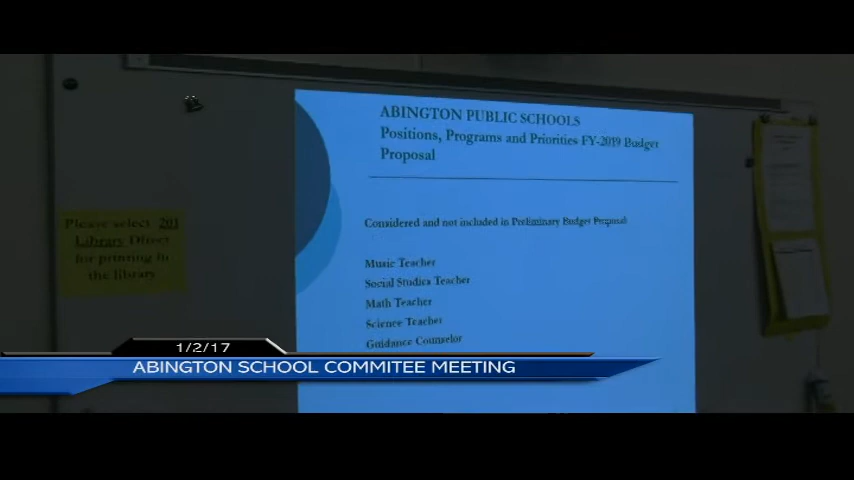 ABINGTON PUBLIC SCHOOLS
Positions, Programs and Priorities FY-2019 Budget
Proposal
Considered and not included in Preliminary Budget Proposal:
Music Teacher
Social Studies Teacher
Math Teacher
Science Teacher
Guidance Counselor
Please select 201
Library Direct
for printing in
the library
1/2/17
ABINGTON SCHOOL COMMITEE MEETING